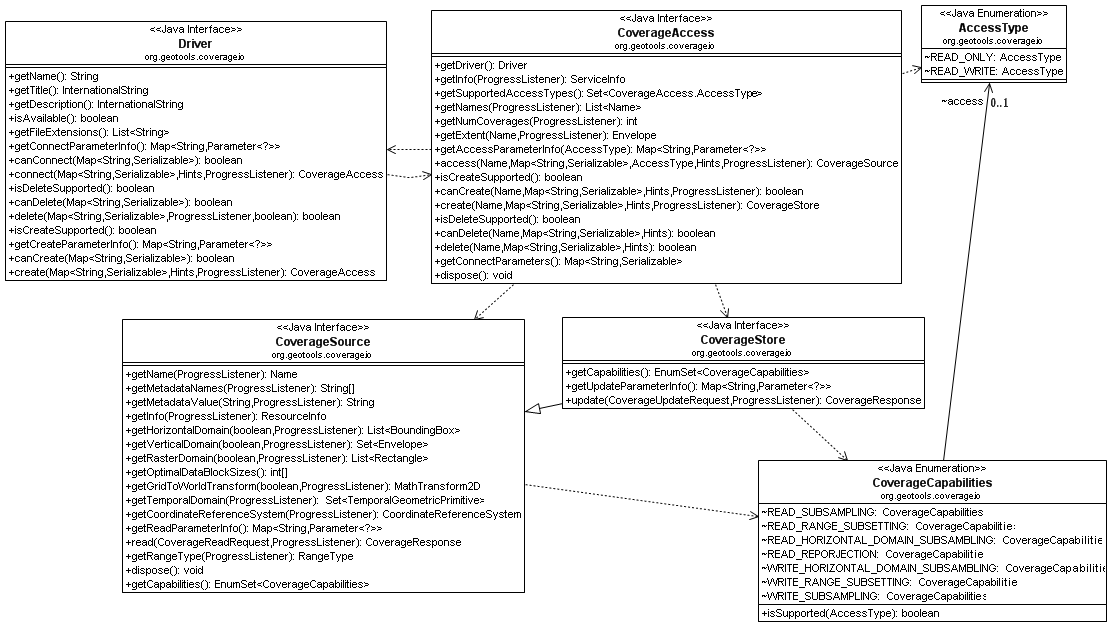 <<Java Interface>>
Driver
org.geotools.coverageio
+getName(): String
+getTitle(): InternationalString
+getDescription(): InternationalString
+isAvailable(): boolean
+getFileExtensions(): List<String>
+getConnectParameterInfo(): Map<String,Parameter<?>>
+canConnect(Map<String,Serializable>): boolean
+connect(Map<String,Serializable>,Hints,ProgressListener): CoverageAccess
+isDeleteSupported(): boolean
+canDelete(Map<String,Serializable>): boolean
+delete(Map<String,Serializable>,ProgressListener,boolean): boolean
+isCreateSupported(): boolean
+getCreateParameterInfo(): Map<String,Parameter<?>>
+canCreate(Map<String,Serializable>): boolean
+create(Map<String,Serializable>,Hints,ProgressListener): CoverageAccess
<<Java Interface>>
CoverageAccess
org.geotools.coverageio
+getDriver(): Driver
+getInfo(ProgressListener): ServiceInfo
+getSupportedAccessTypes(): Set<CoverageAccess.AccessType>
+getNames(ProgressListener): List<Name>
+getNumCoverages(ProgressListener): int
+getExtent(Name,ProgressListener): Envelope
+getAccessParameterInfo(AccessType): Map<String,Parameter<?>>
+access(Name,Map<String,Serializable>,AccessType,Hints,ProgressListener): CoverageSource
+isCreateSupported(): boolean
+canCreate(Name,Map<String,Serializable>,Hints,ProgressListener): boolean
+create(Name,Map<String,Serializable>,Hints,ProgressListener): CoverageStore
+isDeleteSupported(): boolean
+canDelete(Name,Map<String,Serializable>,Hints): boolean
+delete(Name,Map<String,Serializable>,Hints): boolean
+getConnectParameters(): Map<String,Serializable>
+dispose(): void
<<Java Enumeration>>
AccessType
org.geotools.coverageio
~READ_ONLY: AccessType
~READ_WRITE: AccessType
~access 0..1
<<Java Interface>>
CoverageSource
org.geotools.coverageio
+getName(ProgressListener): Name
+getMetadataNames(ProgressListener): String[]
+getMetadataValue(String,ProgressListener): String
+getInfo(ProgressListener): ResourceInfo
+getHorizontalDomain(boolean,ProgressListener): List<BoundingBox>
+getVerticalDomain(boolean,ProgressListener): Set<Envelope>
+getRasterDomain(boolean,ProgressListener): List<Rectangle>
+getOptimalDataBlockSizes(): int[]
+getGridToWorldTransform(boolean,ProgressListener): MathTransform2D
+getTemporalDomain(ProgressListener): Set<TemporalGeometricPrimitive>
+getCoordinateReferenceSystem(ProgressListener): CoordinateReferenceSystem
+getReadParameterInfo(): Map<String,Parameter<?>>
+read(CoverageReadRequest,ProgressListener): CoverageResponse
+getRangeType(ProgressListener): RangeType
+dispose(): void
+getCapabilities(): EnumSet<CoverageCapabilities>
<<Java Interface>>
CoverageStore
org.geotools.coverageio
+getCapabilities(): EnumSet<CoverageCapabilities>
+getUpdateParameterInfo(): Map<String,Parameter<?>>
+update(CoverageUpdateRequest,ProgressListener): CoverageResponse
<<Java Enumeration>>
CoverageCapabilities
org.geotools.coverageio
~READ_SUBSAMPLING: CoverageCapabilities
~READ_RANGE_SUBSETTING: CoverageCapabilities
~READ_HORIZONTAL_DOMAIN_SUBSAMBLING: CoverageCapabilitie
~READ_REPORJECTION: CoverageCapabilitie
~WRITE_HORIZONTAL_DOMAIN_SUBSAMBLING: CoverageCapabilitie
~WRITE_RANGE_SUBSETTING: CoverageCapabilitie
~WRITE_SUBSAMPLING: CoverageCapabilities
+isSupported(AccessType): boolean